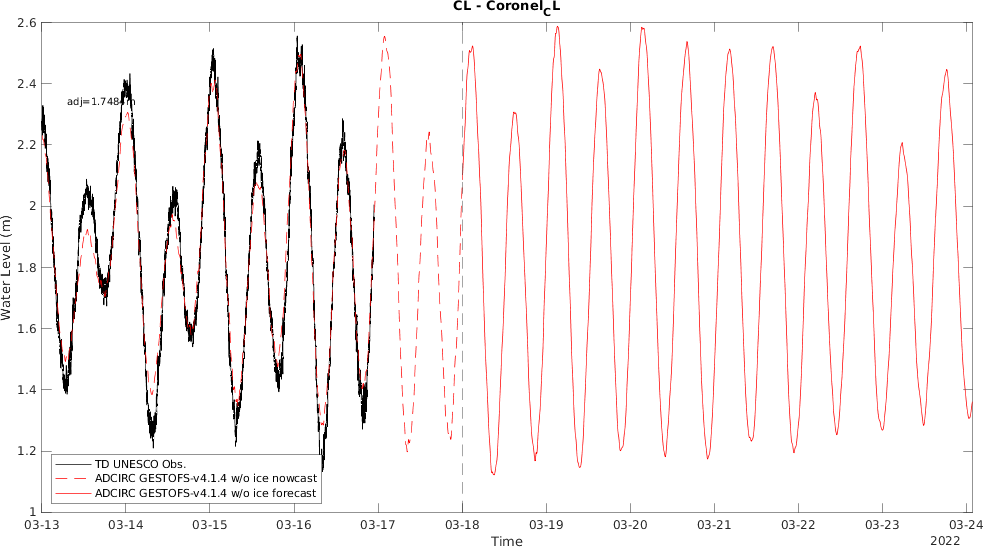 CL - Coronel_CL
2.6
2.4
2.2
2
1.8
1.6
1.4
1.2
1
Water Level (m)
adj=1.7484m
TD UNESCO Obs.
ADCIRC GESTOFS-v4.1.4 w/o ice nowcast
ADCIRC GESTOFS-v4.1.4 w/o ice forecast
03-13 03-14 03-15 03-16 03-17 03-18 03-19 03-20 03-21 03-22 03-23 03-24
Time
2022